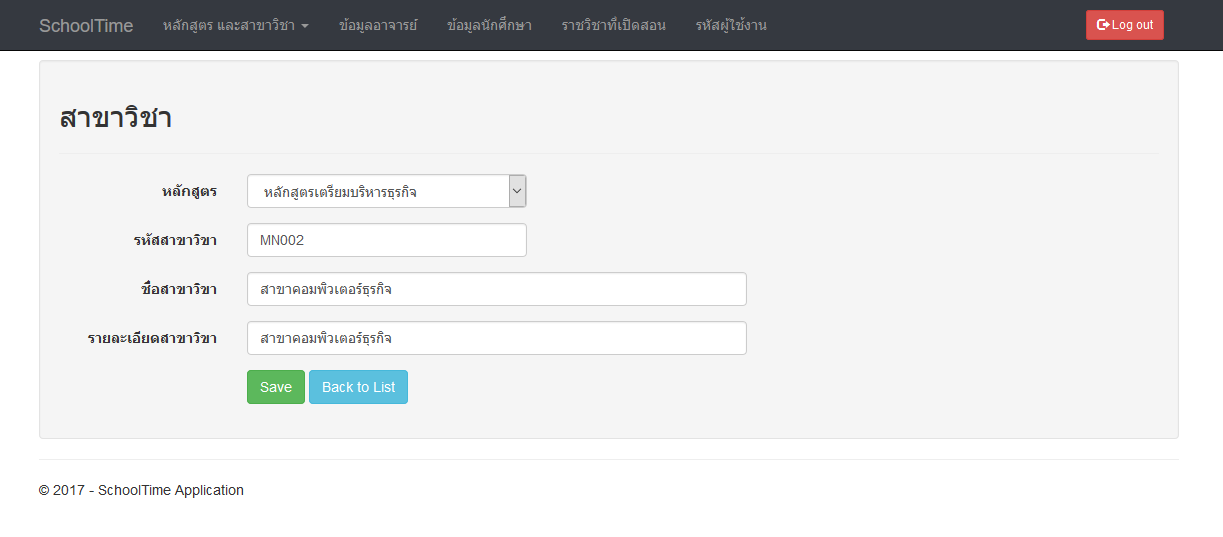 SchoolTime หลักสูตร และสาขาวิชา ข้อมูลอาจารย์ ข้อมูลนักศึกษา ราชวิชาที่เปิดสอน รหัสผู้ใช้งาน Log out
สาขาวิชา
หลักสูตร หลักสูตรเตรียมบริหารธุรกิจ
รหัสสาขาวิขา MN002
ชื่อสาขาวิขา สาขาคอมพิวเตอร์ธุรกิจ
รายละเอียดสาขาวิขา สาขาคอมพิวเตอร์ธุรกิจ
Save Back to List
© 2017 - SchoolTime Application